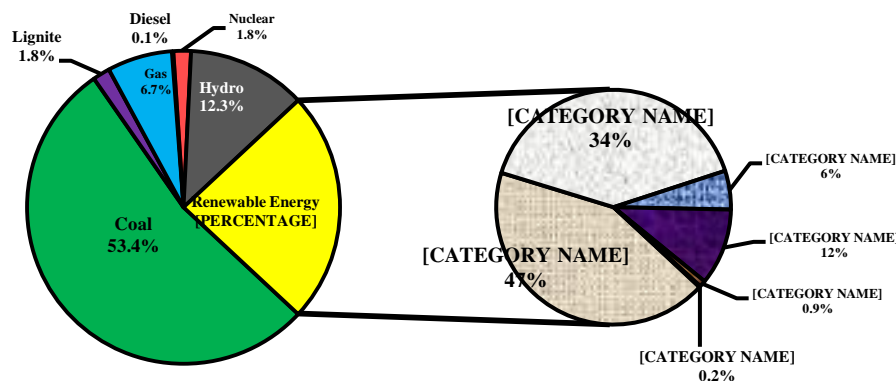 Lignite
1.8%
Diesel
0.1%
Nuclear
1.8%
Gas
6.7%
Hydro
12.3%
Renewable Energy
[PERCENTAGE]
Coal
53.4%
[CATEGORY NAME]
34%
[CATEGORY NAME]
6%
[CATEGORY NAME]
12%
[CATEGORY NAME]
0.9%
[CATEGORY NAME]
0.2%
[CATEGORY NAME]
47%